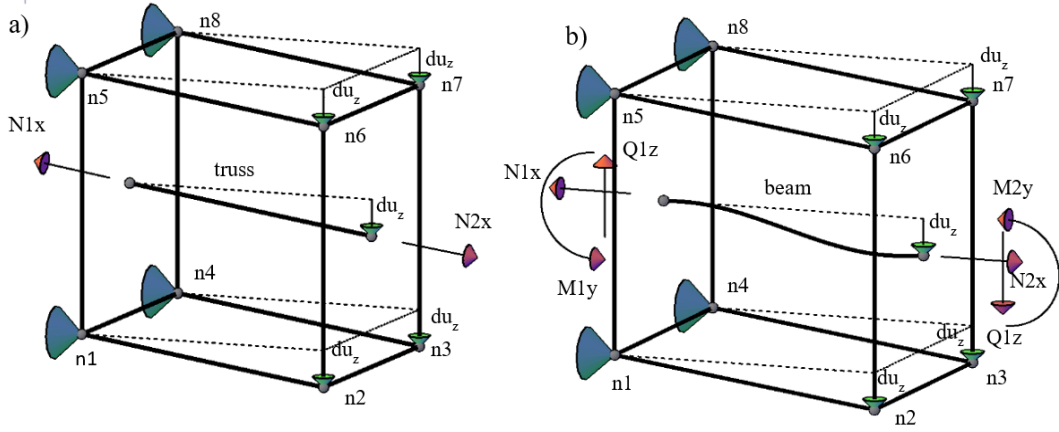 a)
n8
du_z
n7
n5
du_z
n6
N1x
truss
du_z
N2x
n4
du_z
n3
du_z
n1
n2
b)
n8
du_z
n7
n5
du_z
n6
Q1z
N1x
beam
M2y
du_z
N2x
M1y
n4
du_z
Q1z
n3
du_z
n1
n2